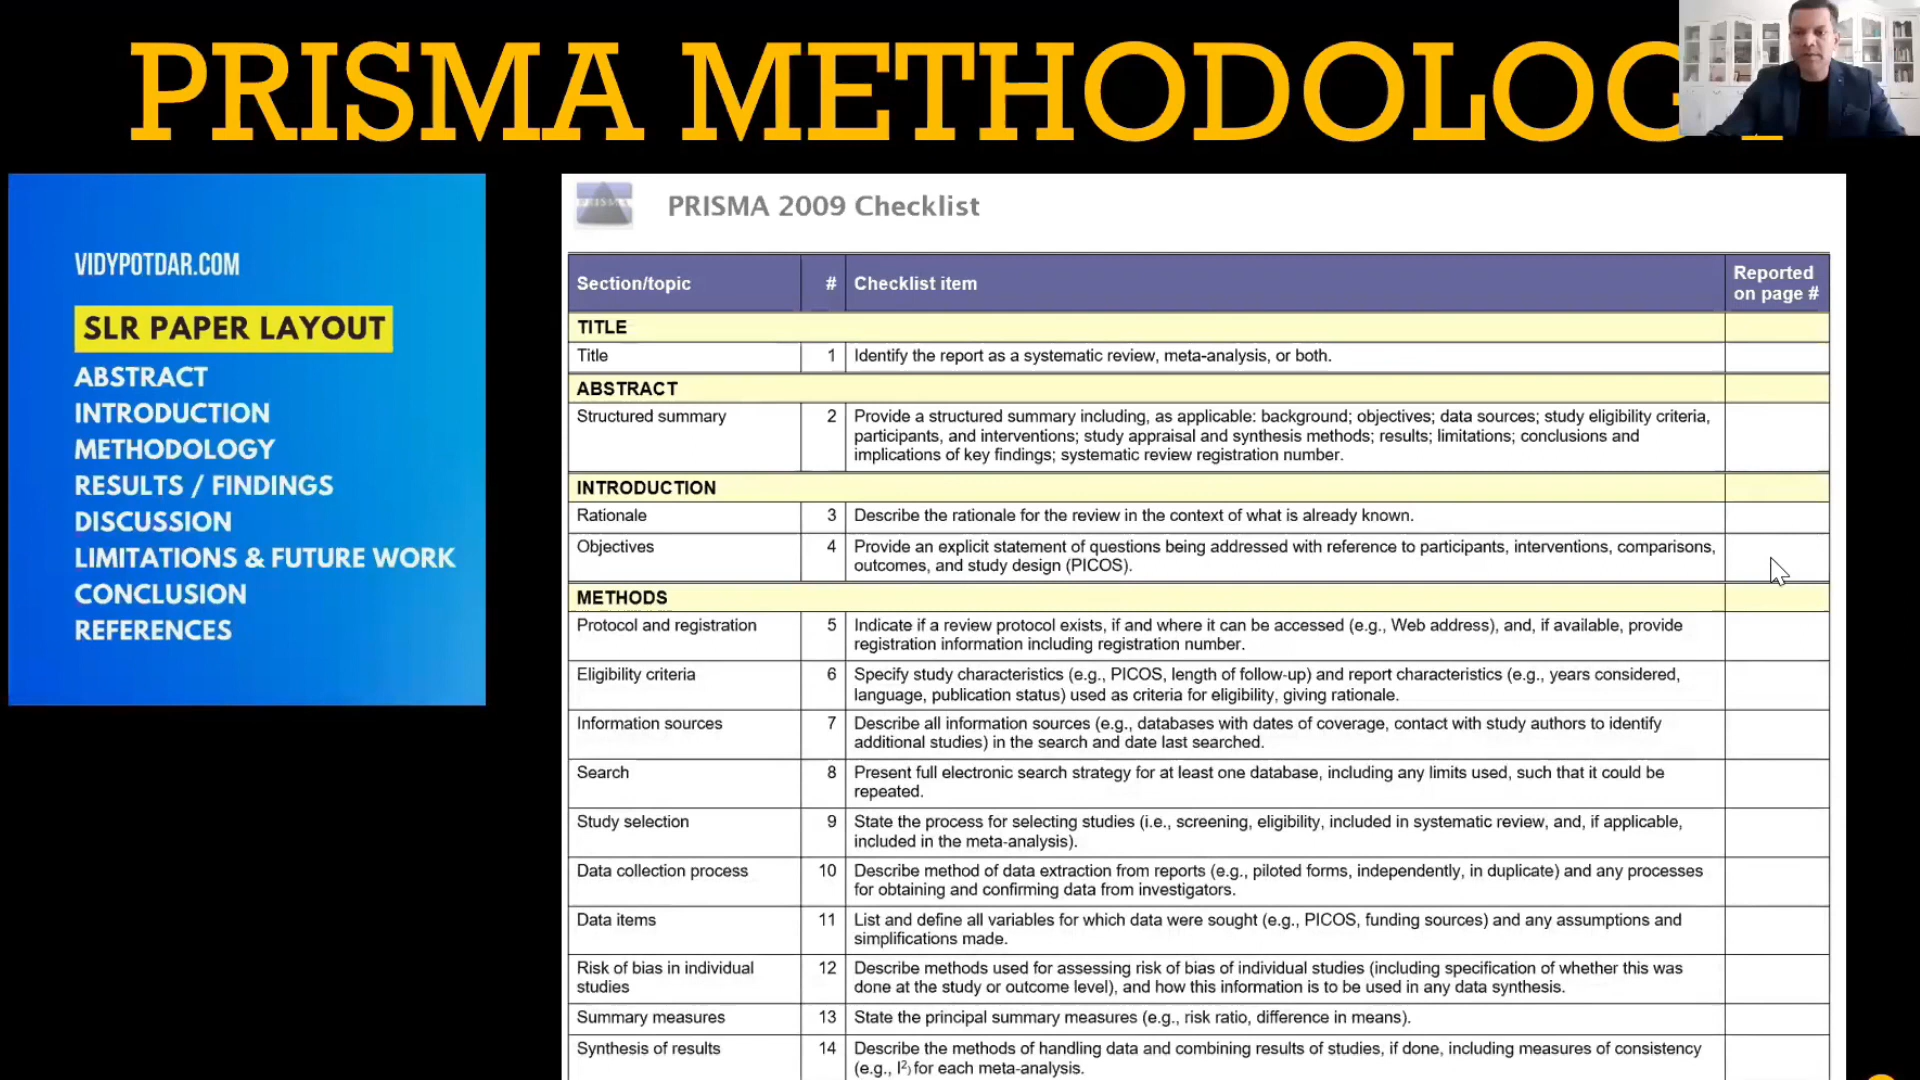 PRISMA METHODOLOG
VIDYPOTDAR.COM
SLR PAPER LAYOUT
ABSTRACT
INTRODUCTION
METHODOLOGY
RESULTS / FINDINGS
DISCUSSION
LIMITATIONS & FUTURE WORK
CONCLUSION
REFERENCES
PRISMA
PRISMA 2009 Checklist
Section/topic # Checklist item Reported on page #
TITLE
Title 1 Identify the report as a systematic review, meta-analysis, or both.
ABSTRACT
Structured summary 2 Provide a structured summary including, as applicable: background; objectives; data sources; study eligibility criteria,
participants, and interventions; study appraisal and synthesis methods; results; limitations; conclusions and
implications of key findings; systematic review registration number.
INTRODUCTION
Rationale 3 Describe the rationale for the review in the context of what is already known.
Objectives 4 Provide an explicit statement of questions being addressed with reference to participants, interventions, comparisons,
outcomes, and study design (PICOS).
METHODS
Protocol and registration 5 Indicate if a review protocol exists, if and where it can be accessed (e.g., Web address), and, if available, provide
registration information including registration number.
Eligibility criteria 6 Specify study characteristics (e.g., PICOS, length of follow-up) and report characteristics (e.g., years considered,
language, publication status) used as criteria for eligibility, giving rationale.
Information sources 7 Describe all information sources (e.g., databases with dates of coverage, contact with study authors to identify
additional studies) in the search and date last searched.
Search 8 Present full electronic search strategy for at least one database, including any limits used, such that it could be
repeated.
Study selection 9 State the process for selecting studies (i.e., screening, eligibility, included in systematic review, and, if applicable,
included in the meta-analysis).
Data collection process 10 Describe method of data extraction from reports (e.g., piloted forms, independently, in duplicate) and any processes
for obtaining and confirming data from investigators.
Data items 11 List and define all variables for which data were sought (e.g., PICOS, funding sources) and any assumptions and
simplifications made.
Risk of bias in individual 12 Describe methods used for assessing risk of bias of individual studies (including specification of whether this was
studies done at the study or outcome level), and how this information is to be used in any data synthesis.
Summary measures 13 State the principal summary measures (e.g., risk ratio, difference in means).
Synthesis of results 14 Describe the methods of handling data and combining results of studies, if done, including measures of consistency
(e.g., I²) for each meta-analysis.